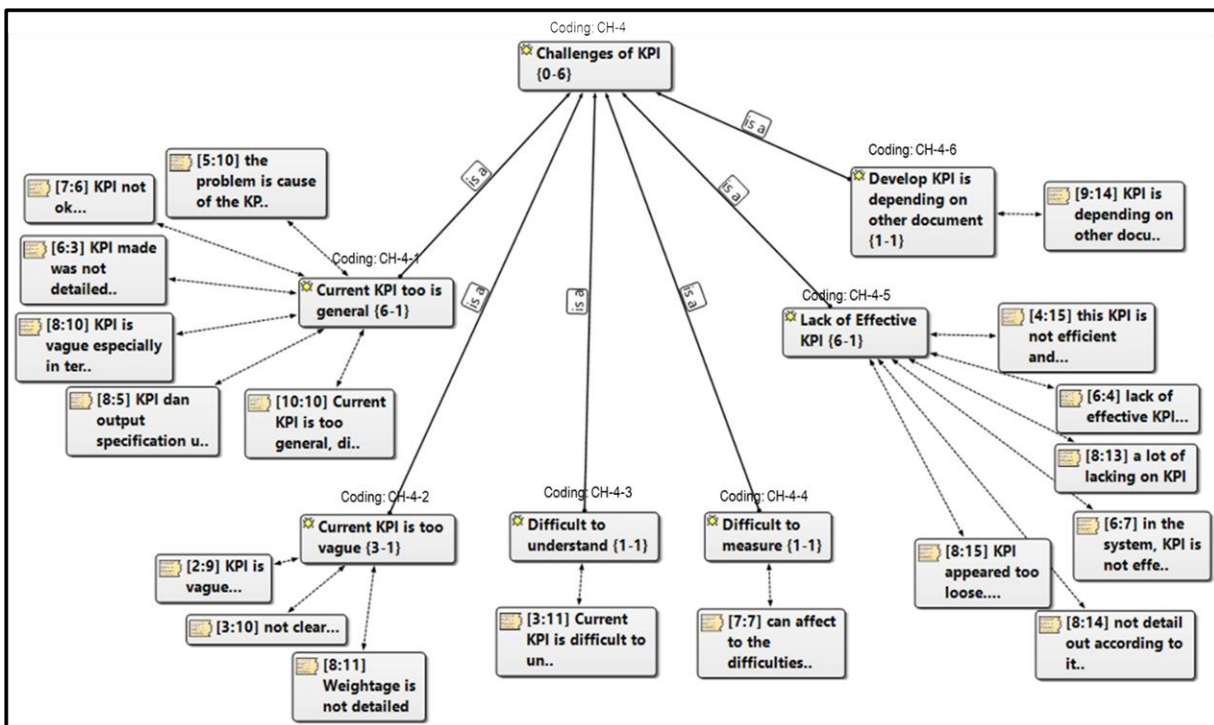 Coding: CH-4
Challenges of KPI
{0-6}
is a
is a
is a
is a
is a
is a
Coding: CH-4-1
Current KPI too is
general {6-1}
[5:10] the
problem is cause
of the KP..
[7:6] KPI not
ok...
[6:3] KPI made
was not
detailed..
[8:10] KPI is
vague especially
in ter..
[8:5] KPI dan
output
specification u..
[10:10] Current
KPI is too
general, di..
Coding: CH-4-2
Current KPI is too
vague {3-1}
[2:9] KPI is
vague...
[3:10] not clear...
[8:11]
Weightage is
not detailed
Coding: CH-4-3
Difficult to
understand {1-1}
[3:11] Current
KPI is difficult to
un..
Coding: CH-4-4
Difficult to
measure {1-1}
[7:7] can affect
to the
difficulties..
Coding: CH-4-5
Lack of Effective
KPI {6-1}
[4:15] this KPI is
not efficient
and...
[6:4] lack of
effective KPI...
[8:13] a lot of
lacking on KPI
[6:7] in the
system, KPI is
not effe..
[8:15] KPI
appeared too
loose....
[8:14] not detail
out according to
it..
Coding: CH-4-6
Develop KPI is
depending on
other document
{1-1}
[9:14] KPI is
depending on
other docu..